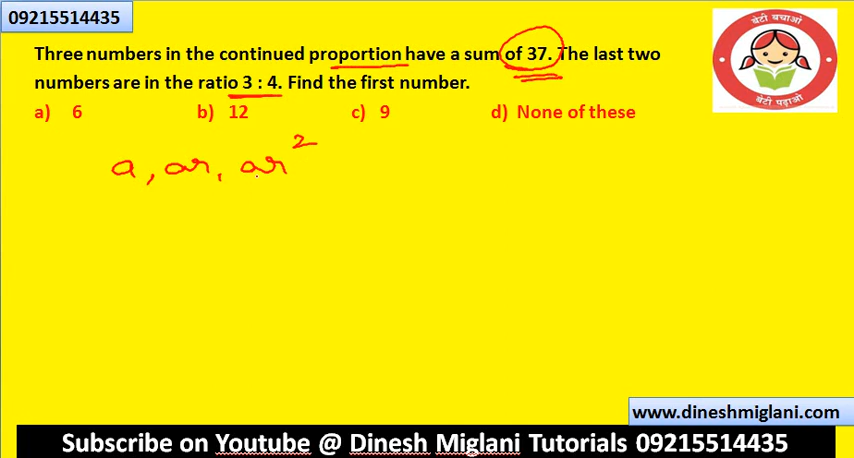 09215514435
Three numbers in the continued proportion have a sum of 37. The last two
numbers are in the ratio 3 : 4. Find the first number.
a) 6 b) 12 c) 9 d) None of these
बेटी बचाओ
बेटी पढ़ाओ
a, ar, ar²
www.dineshmiglani.com
Subscribe on Youtube @ Dinesh Miglani Tutorials 09215514435